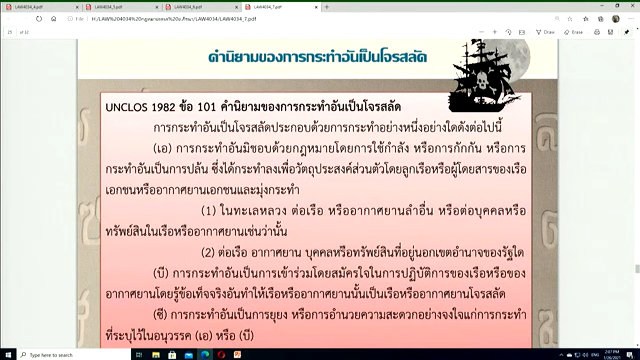 LAW4034_4.pdf
LAW4034_5.pdf
LAW4034_6.pdf
LAW4034_7.pdf
File
Draw
Erase
คำนิยามของการกระทำอันเป็นโจรสลัด
UNCLOS 1982 ข้อ 101 คำนิยามของการกระทำอันเป็นโจรสลัด
การกระทำอันเป็นโจรสลัดประกอบด้วยการกระทำอย่างหนึ่งอย่างใดดังต่อไปนี้
(เอ) การกระทำอันมิชอบด้วยกฎหมายโดยการใช้กำลัง หรือการกักกัน หรือการ
กระทำอันเป็นการปล้น ซึ่งได้กระทำลงเพื่อวัตถุประสงค์ส่วนตัวโดยลูกเรือหรือผู้โดยสารของเรือ
เอกชนหรืออากาศยานเอกชนและมุ่งกระทำ
(1) ในทะเลหลวง ต่อเรือ หรืออากาศยานลำอื่น หรือต่อบุคคลหรือ
ทรัพย์สินในเรือหรืออากาศยานเช่นว่านั้น
(2) ต่อเรือ อากาศยาน บุคคลหรือทรัพย์สินที่อยู่นอกเขตอำนาจของรัฐใด
(บี) การกระทำอันเป็นการเข้าร่วมโดยสมัครใจในการปฏิบัติการของเรือหรือของ
อากาศยานโดยรู้ข้อเท็จจริงอันทำให้เรือหรืออากาศยานนั้นเป็นเรือหรืออากาศยานโจรสลัด
(ซี) การกระทำอันเป็นการยุยง หรือการอำนวยความสะดวกอย่างจงใจแก่การกระทำ
ที่ระบุไว้ในอนุวรรค (เอ) หรือ (บี)
Type here to search
2:07 PM
1/26/2021